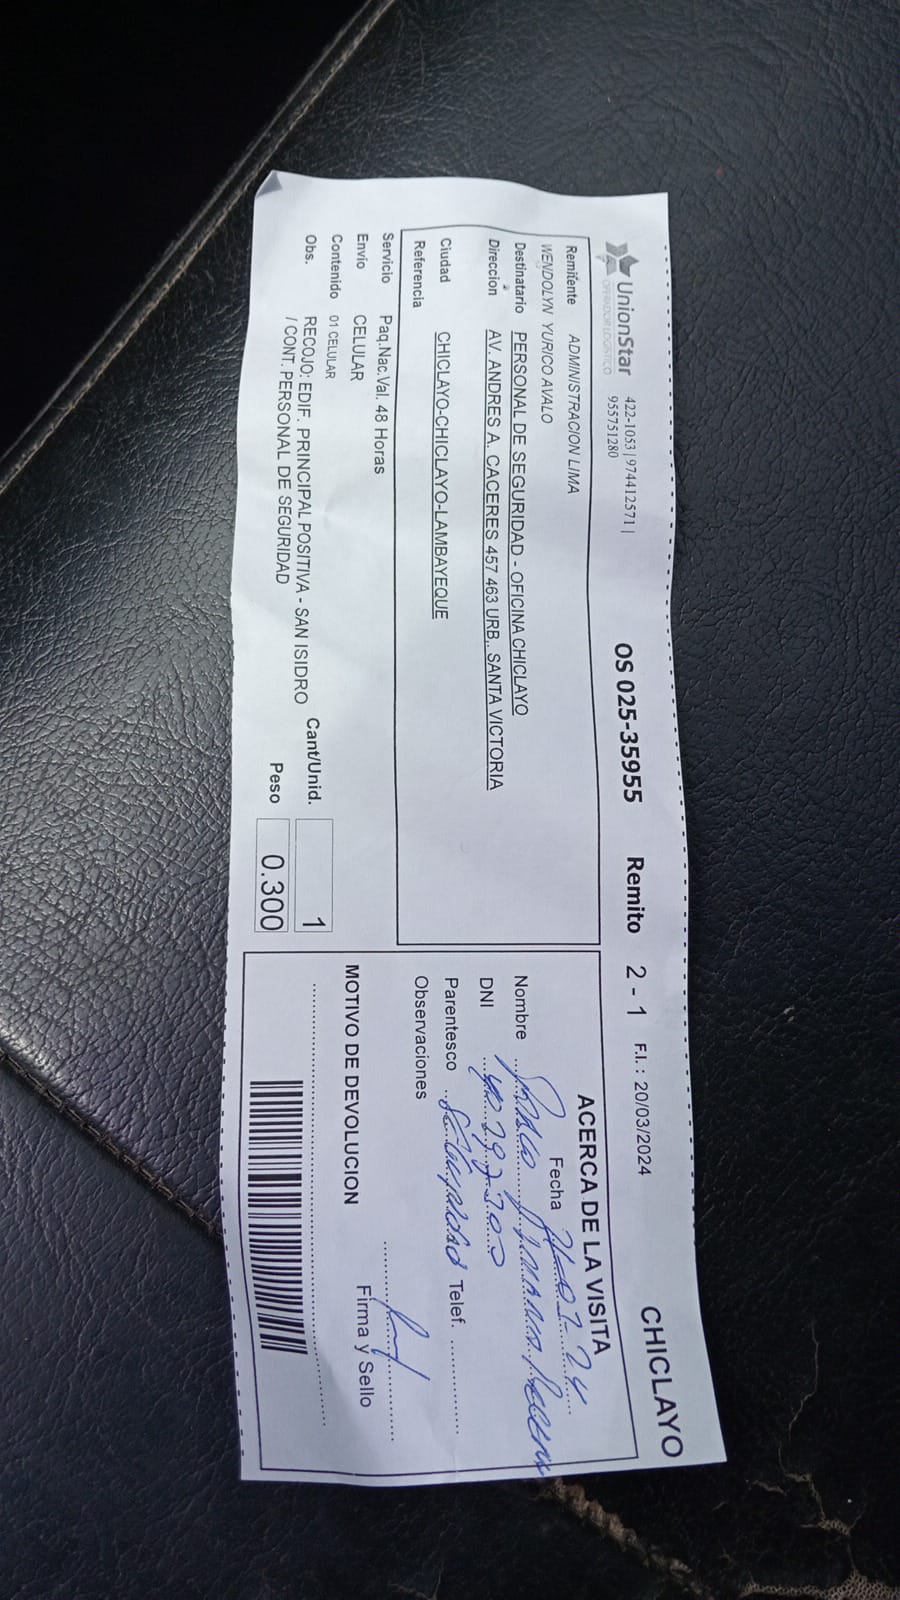 UnionStar 422-1053 | 974412571 |
OPERADOR LOGISTICO 955751280
OS 025-35955 Remito 2 - 1 F.I.: 20/03/2024 CHICLAYO
Remitente ADMINISTRACION LIMA
WENDOLYN YURICO AVALO
Destinatario PERSONAL DE SEGURIDAD - OFICINA CHICLAYO
Direccion AV. ANDRES A. CACERES 457 463 URB. SANTA VICTORIA
Ciudad CHICLAYO-CHICLAYO-LAMBAYEQUE
Referencia
Servicio Paq.Nac.Val. 48 Horas
Envío CELULAR
Contenido 01 CELULAR
Obs. RECOJO: EDIF. PRINCIPAL POSITIVA - SAN ISIDRO
/ CONT. PERSONAL DE SEGURIDAD
Cant/Unid. 1
Peso 0.300
ACERCA DE LA VISITA
Fecha
Nombre
DNI
Parentesco Seguridad Telef.
Observaciones
MOTIVO DE DEVOLUCION
Firma y Sello